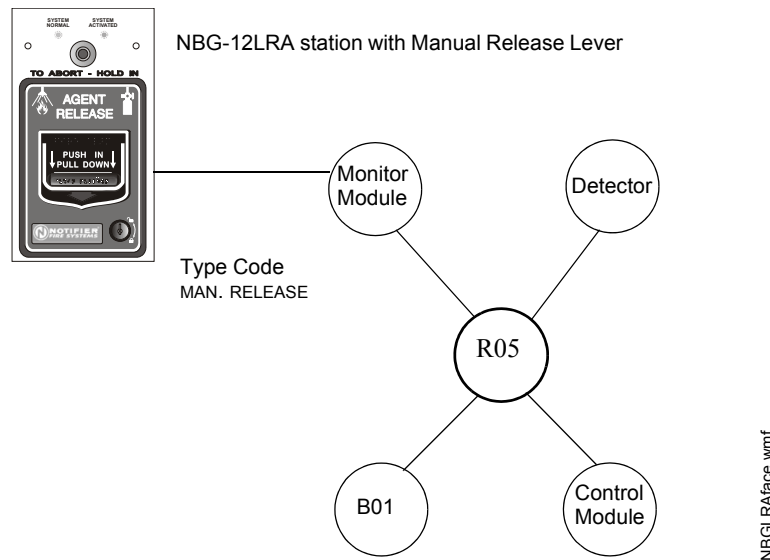 SYSTEM NORMAL
SYSTEM ACTIVATED
NBG-12LRA station with Manual Release Lever
TO ABORT - HOLD IN
AGENT
RELEASE
PUSH IN
PULL DOWN
NOTIFIER
FIRE SYSTEMS
Monitor
Module
Detector
Type Code
MAN. RELEASE
R05
B01
Control
Module
NBGLRAface.wmf